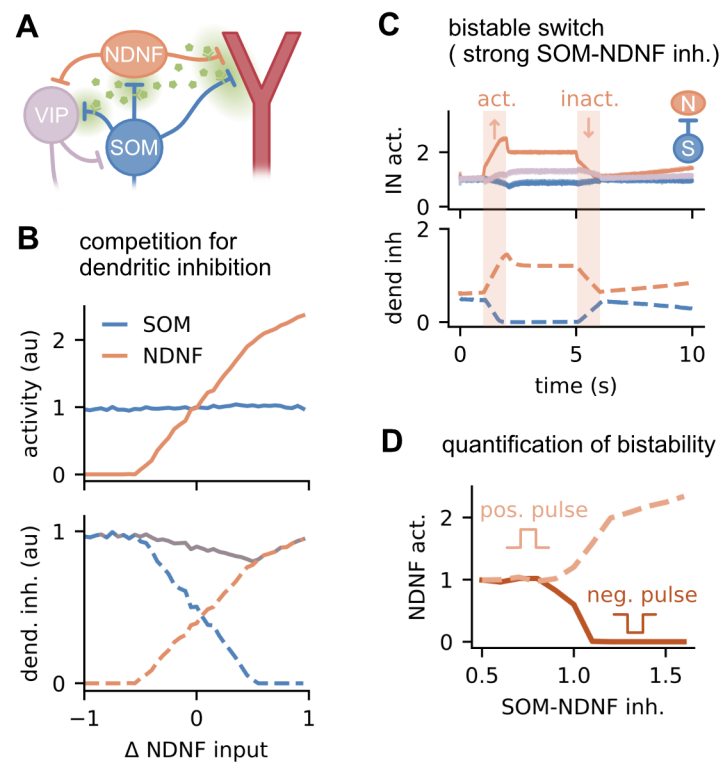 A
NDNF
VIP
SOM
B
competition for
dendritic inhibition
activity (au)
2
1
0
SOM
NDNF
dend. inh. (au)
1
0
−1
0
1
Δ NDNF input
C
bistable switch
( strong SOM-NDNF inh.)
act.
inact.
↑
↓
N
S
IN act.
2
0
dend inh
2
0
0
5
10
time (s)
D
quantification of bistability
NDNF act.
2
1
0
pos. pulse
neg. pulse
0.5
1.0
1.5
SOM-NDNF inh.